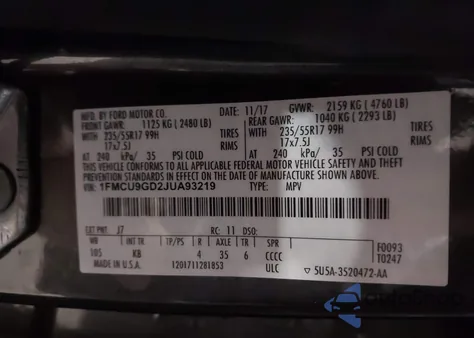 MFD. BY FORD MOTOR CO.
DATE: 11/17 GVWR: 2159 KG (4760 LB)
FRONT GAWR: 1125 KG (2480 LB) REAR GAWR: 1040 KG (2293 LB)
WITH 235/55R17 99H TIRES WITH 235/55R17 99H TIRES
17x7.5J RIMS 17x7.5J RIMS
AT 240 kPa/ 35 PSI COLD AT 240 kPa/ 35 PSI COLD
THIS VEHICLE CONFORMS TO ALL APPLICABLE FEDERAL MOTOR VEHICLE SAFETY
STANDARDS IN EFFECT ON THE DATE OF MANUFACTURE SHOWN ABOVE.
VIN: 1FMCU9GD2JUA93219 TYPE: MPV
EXT PNT: J7 RC: 11 DSO:
WB INT TR TP/PS R AXLE TR SPR F0093
105 KB 4 35 6 CCCC T0247
MADE IN U.S.A. 1201711281853 ULC ▽ 5U5A-3520472-AA